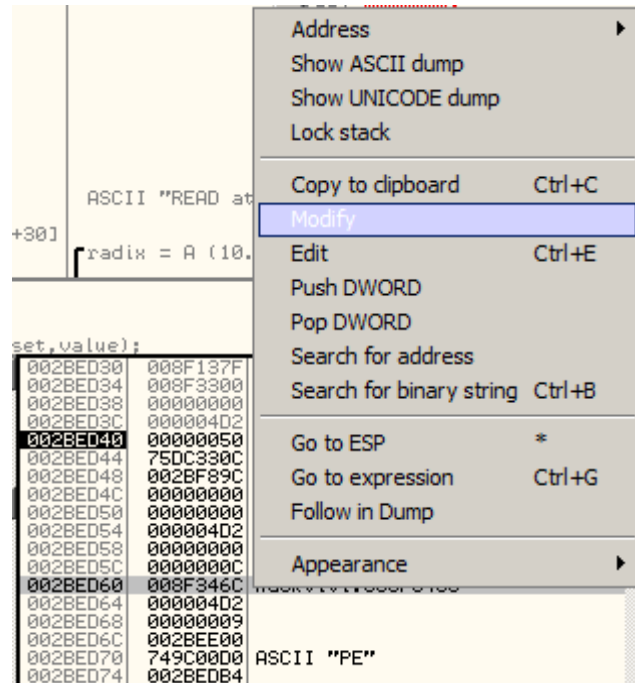 Address
Show ASCII dump
Show UNICODE dump
Lock stack
Copy to clipboard Ctrl+C
Modify
Edit Ctrl+E
Push DWORD
Pop DWORD
Search for address
Search for binary string Ctrl+B
Go to ESP *
Go to expression Ctrl+G
Follow in Dump
Appearance
ASCII "READ at
+30]
radix = A (10.
set,value);
002BED30 008F137F
002BED34 008F3300
002BED38 00000000
002BED3C 000004D2
002BED40 00000050
002BED44 75DC330C
002BED48 002BF89C
002BED4C 00000000
002BED50 00000000
002BED54 000004D2
002BED58 00000000
002BED5C 0000000C
002BED60 008F346C
002BED64 000004D2
002BED68 00000009
002BED6C 002BEE00
002BED70 749C00D0 ASCII "PE"
002BED74 002BEDB4